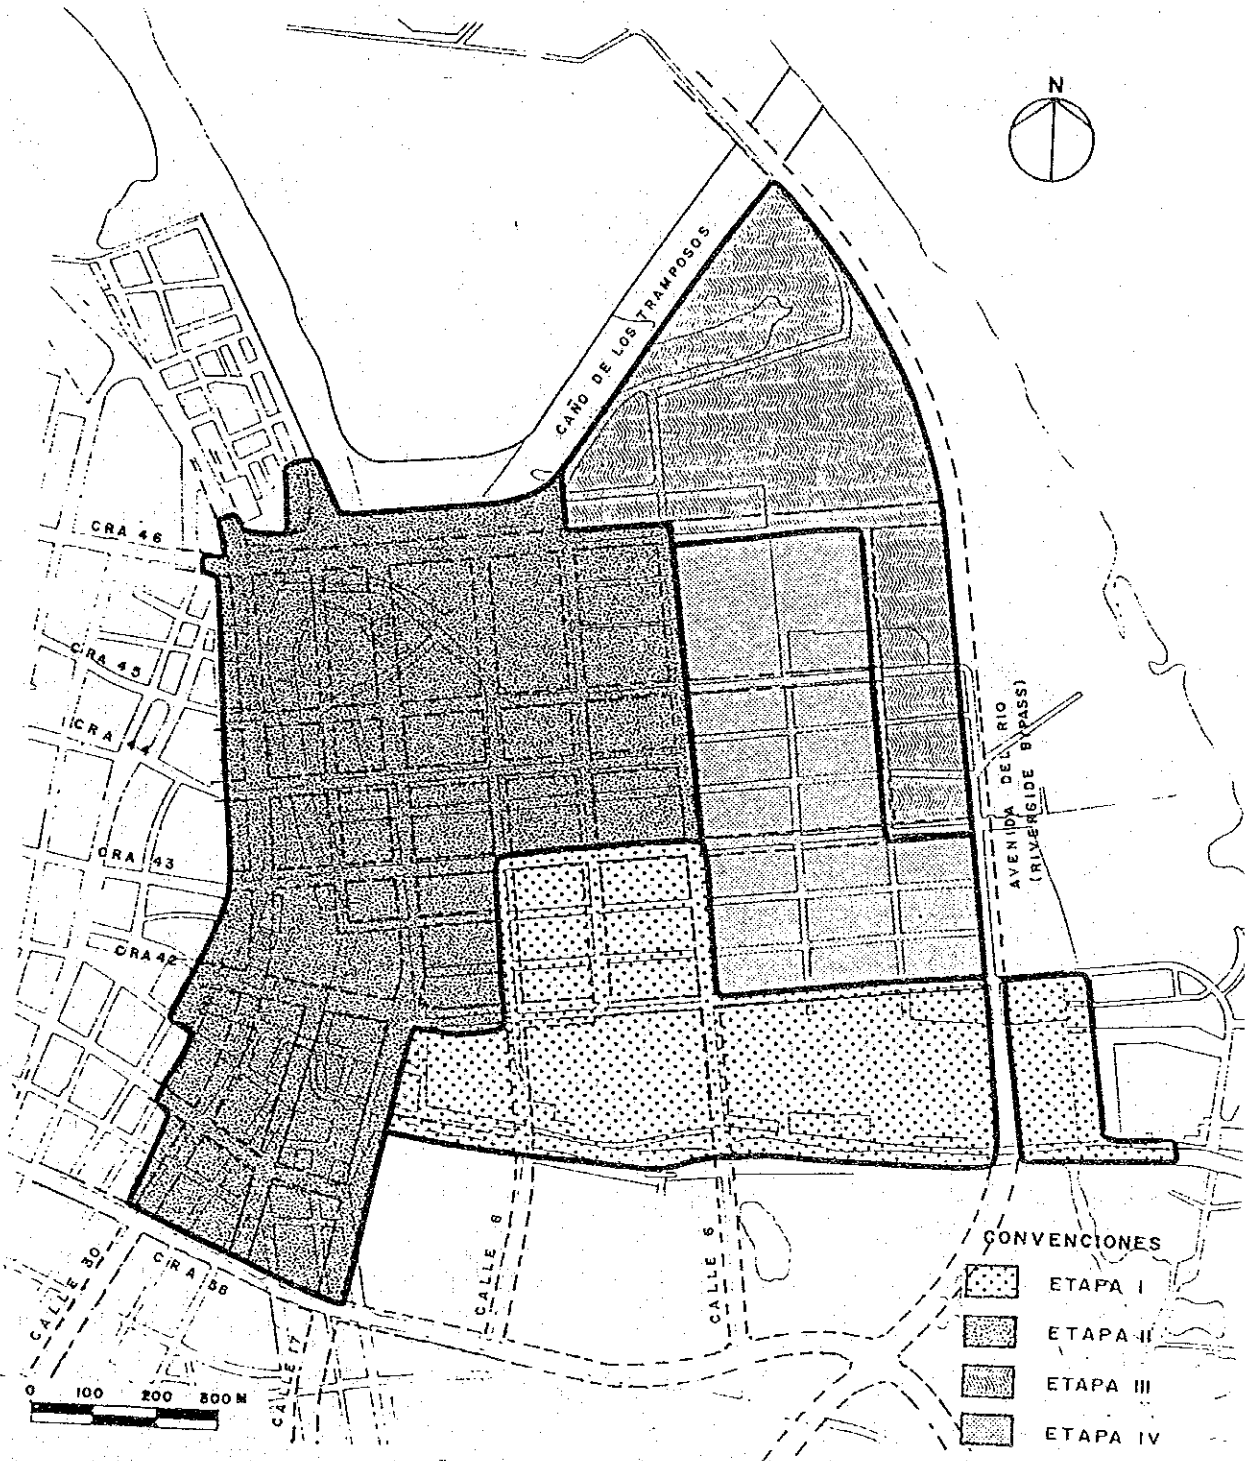 N
CAÑO DE LOS TRAMPOSOS
CRA 46
CRA 45
CRA 44
CRA 43
CRA 42
AVENIDA DEL RIO
(RIVERSIDE BYPASS)
CALLE 30
CRA 38
CALLE 17
CALLE 8
CALLE 6
CONVENCIONES
ETAPA I
ETAPA II
ETAPA III
ETAPA IV
0 100 200 300 M